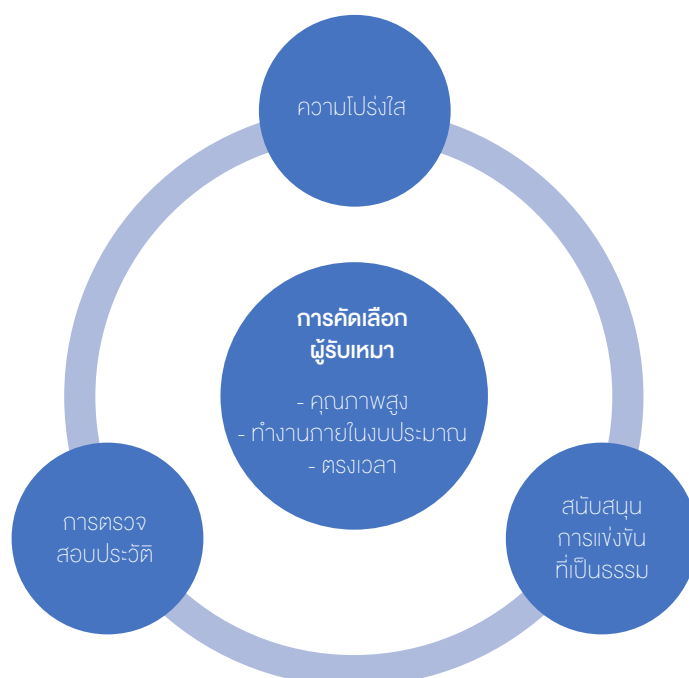 ความโปร่งใส
การคัดเลือก
ผู้รับเหมา
- คุณภาพสูง
- ทำงานภายในงบประมาณ
- ตรงเวลา
การตรวจ
สอบประวัติ
สนับสนุน
การแข่งขัน
ที่เป็นธรรม